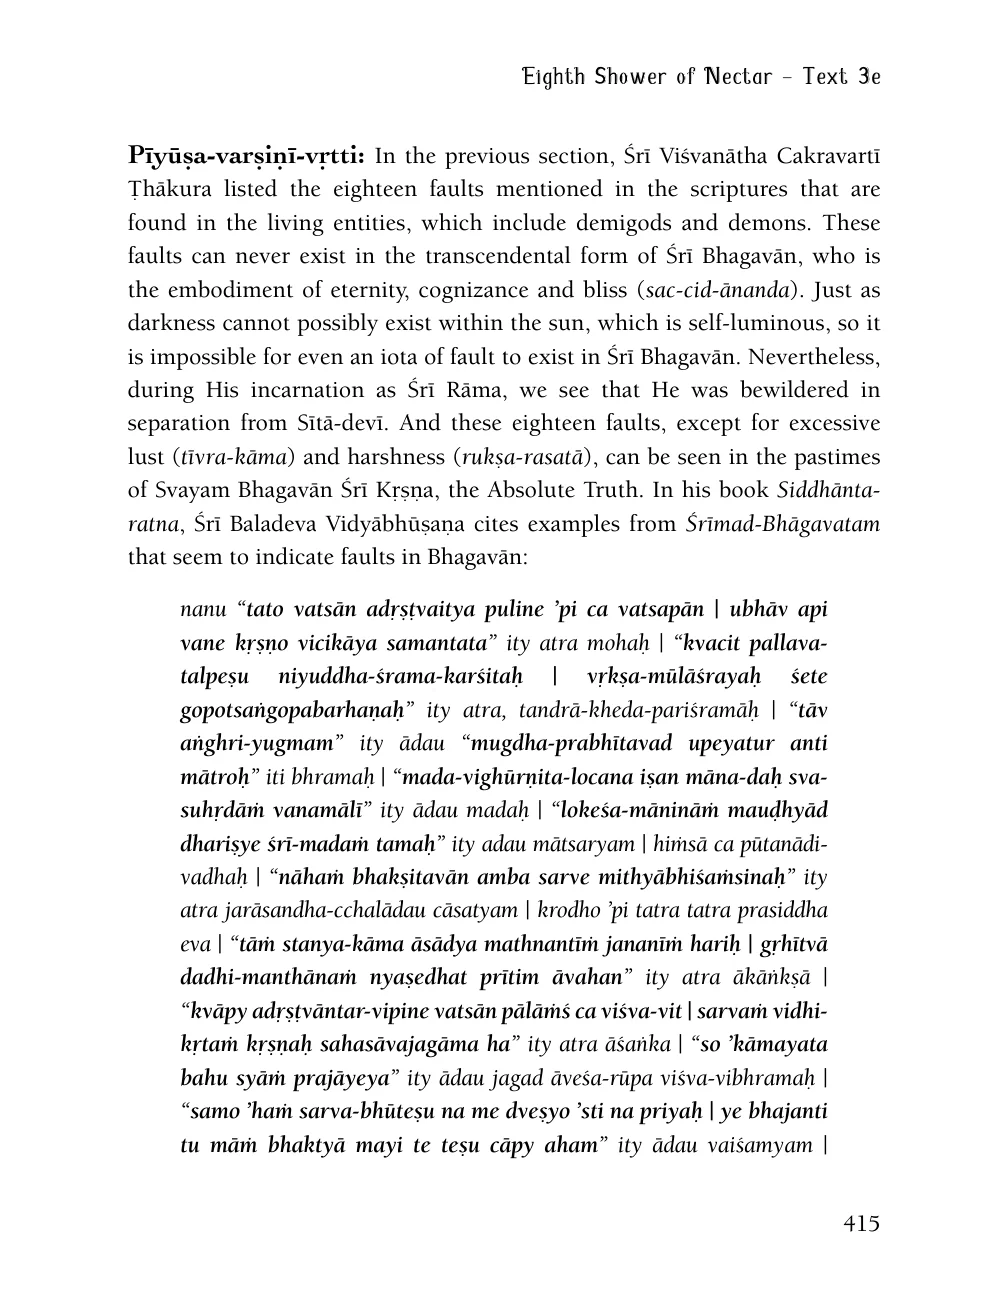 Eighth Shower of Nectar – Text 3e
Pīyūṣa-varṣiṇī-vṛtti: In the previous section, Śrī Viśvanātha Cakravartī
Ṭhākura listed the eighteen faults mentioned in the scriptures that are
found in the living entities, which include demigods and demons. These
faults can never exist in the transcendental form of Śrī Bhagavān, who is
the embodiment of eternity, cognizance and bliss (sac-cid-ānanda). Just as
darkness cannot possibly exist within the sun, which is self-luminous, so it
is impossible for even an iota of fault to exist in Śrī Bhagavān. Nevertheless,
during His incarnation as Śrī Rāma, we see that He was bewildered in
separation from Sītā-devī. And these eighteen faults, except for excessive
lust (tīvra-kāma) and harshness (rukṣa-rasatā), can be seen in the pastimes
of Svayam Bhagavān Śrī Kṛṣṇa, the Absolute Truth. In his book Siddhānta-
ratna, Śrī Baladeva Vidyābhūṣaṇa cites examples from Śrīmad-Bhāgavatam
that seem to indicate faults in Bhagavān:
nanu “tato vatsān adṛṣṭvaitya puline ’pi ca vatsapān | ubhāv api
vane kṛṣṇo vicikāya samantata” ity atra mohaḥ | “kvacit pallava-
talpeṣu niyuddha-śrama-karśitaḥ | vṛkṣa-mūlāśrayaḥ śete
gopotsaṅgopabarhaṇaḥ” ity atra, tandrā-kheda-pariśramāḥ | “tāv
aṅghri-yugmam” ity ādau “mugdha-prabhītavad upeyatur anti
mātroḥ” iti bhramaḥ | “mada-vighūrṇita-locana iṣan māna-daḥ sva-
suhṛdāṁ vanamālī” ity ādau madaḥ | “lokeśa-mānināṁ mauḍhyād
dhariṣye śrī-madaṁ tamaḥ” ity adau mātsaryam | hiṁsā ca pūtanādi-
vadhaḥ | “nāhaṁ bhakṣitavān amba sarve mithyābhiśaṁsinaḥ” ity
atra jarāsandha-cchalādau cāsatyam | krodho ’pi tatra tatra prasiddha
eva | “tāṁ stanya-kāma āsādya mathnantīṁ jananīṁ hariḥ | gṛhītvā
dadhi-manthānaṁ nyaṣedhat prītim āvahan” ity atra ākāṅkṣā |
“kvāpy adṛṣṭvāntar-vipine vatsān pālāṁś ca viśva-vit | sarvaṁ vidhi-
kṛtaṁ kṛṣṇaḥ sahasāvajagāma ha” ity atra āśaṅka | “so ’kāmayata
bahu syāṁ prajāyeya” ity ādau jagad āveśa-rūpa viśva-vibhramaḥ |
“samo ’haṁ sarva-bhūteṣu na me dveṣyo ’sti na priyaḥ | ye bhajanti
tu māṁ bhaktyā mayi te teṣu cāpy aham” ity ādau vaiśamyam |
415